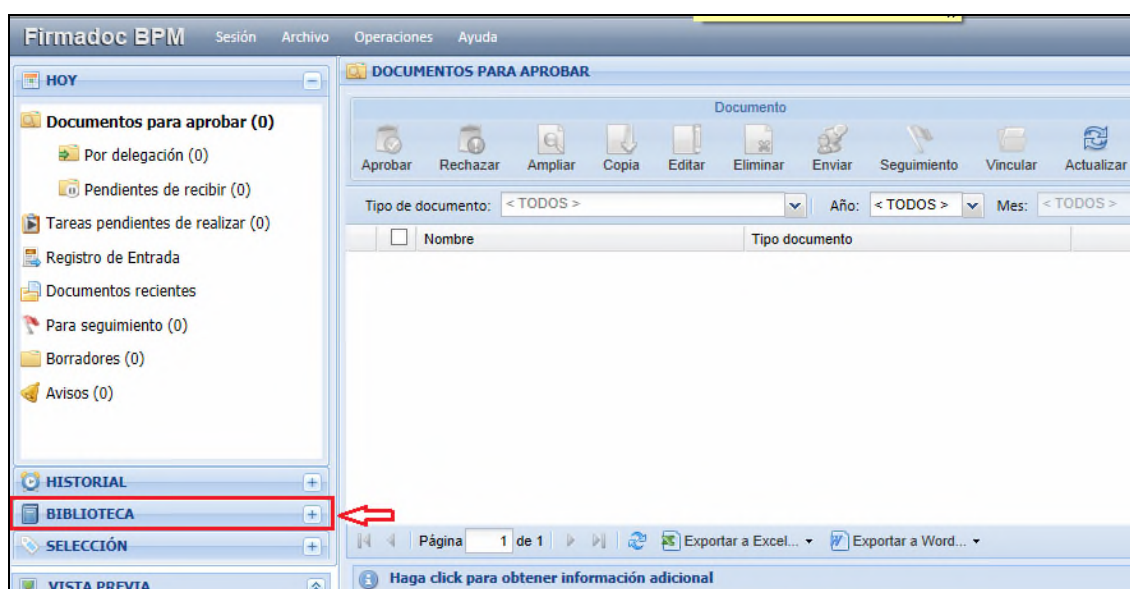 Firmadoc BPM Sesión Archivo Operaciones Ayuda
HOY
Documentos para aprobar (0)
Por delegación (0)
Pendientes de recibir (0)
Tareas pendientes de realizar (0)
Registro de Entrada
Documentos recientes
Para seguimiento (0)
Borradores (0)
Avisos (0)
HISTORIAL
BIBLIOTECA
SELECCIÓN
VISTA PREVIA
DOCUMENTOS PARA APROBAR
Documento
Aprobar Rechazar Ampliar Copia Editar Eliminar Enviar Seguimiento Vincular Actualizar
Tipo de documento: < TODOS > Año: < TODOS > Mes: < TODOS >
Nombre Tipo documento
Página 1 de 1 Exportar a Excel... Exportar a Word...
Haga click para obtener información adicional